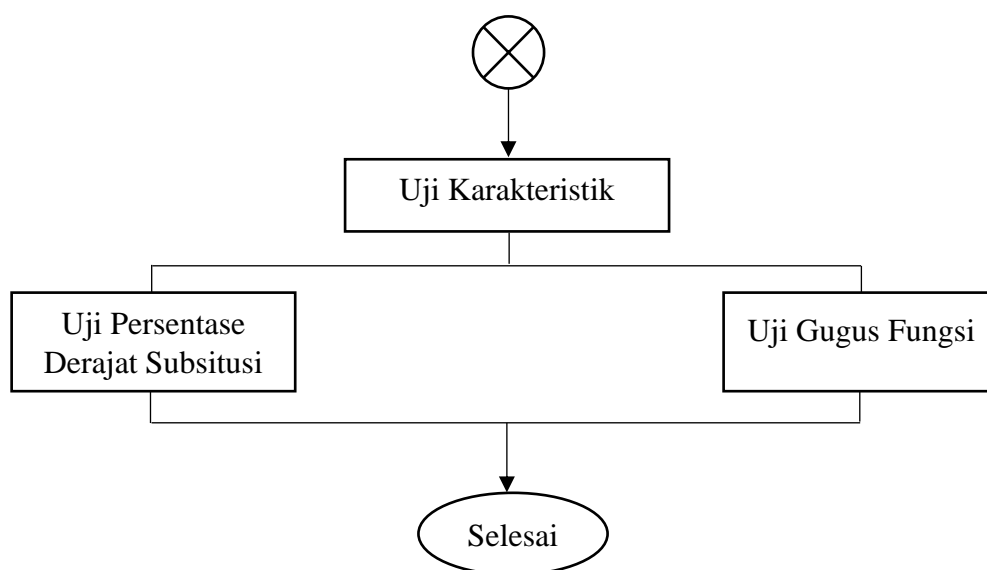 Uji Karakteristik
Uji Persentase
Derajat Subsitusi
Uji Gugus Fungsi
Selesai